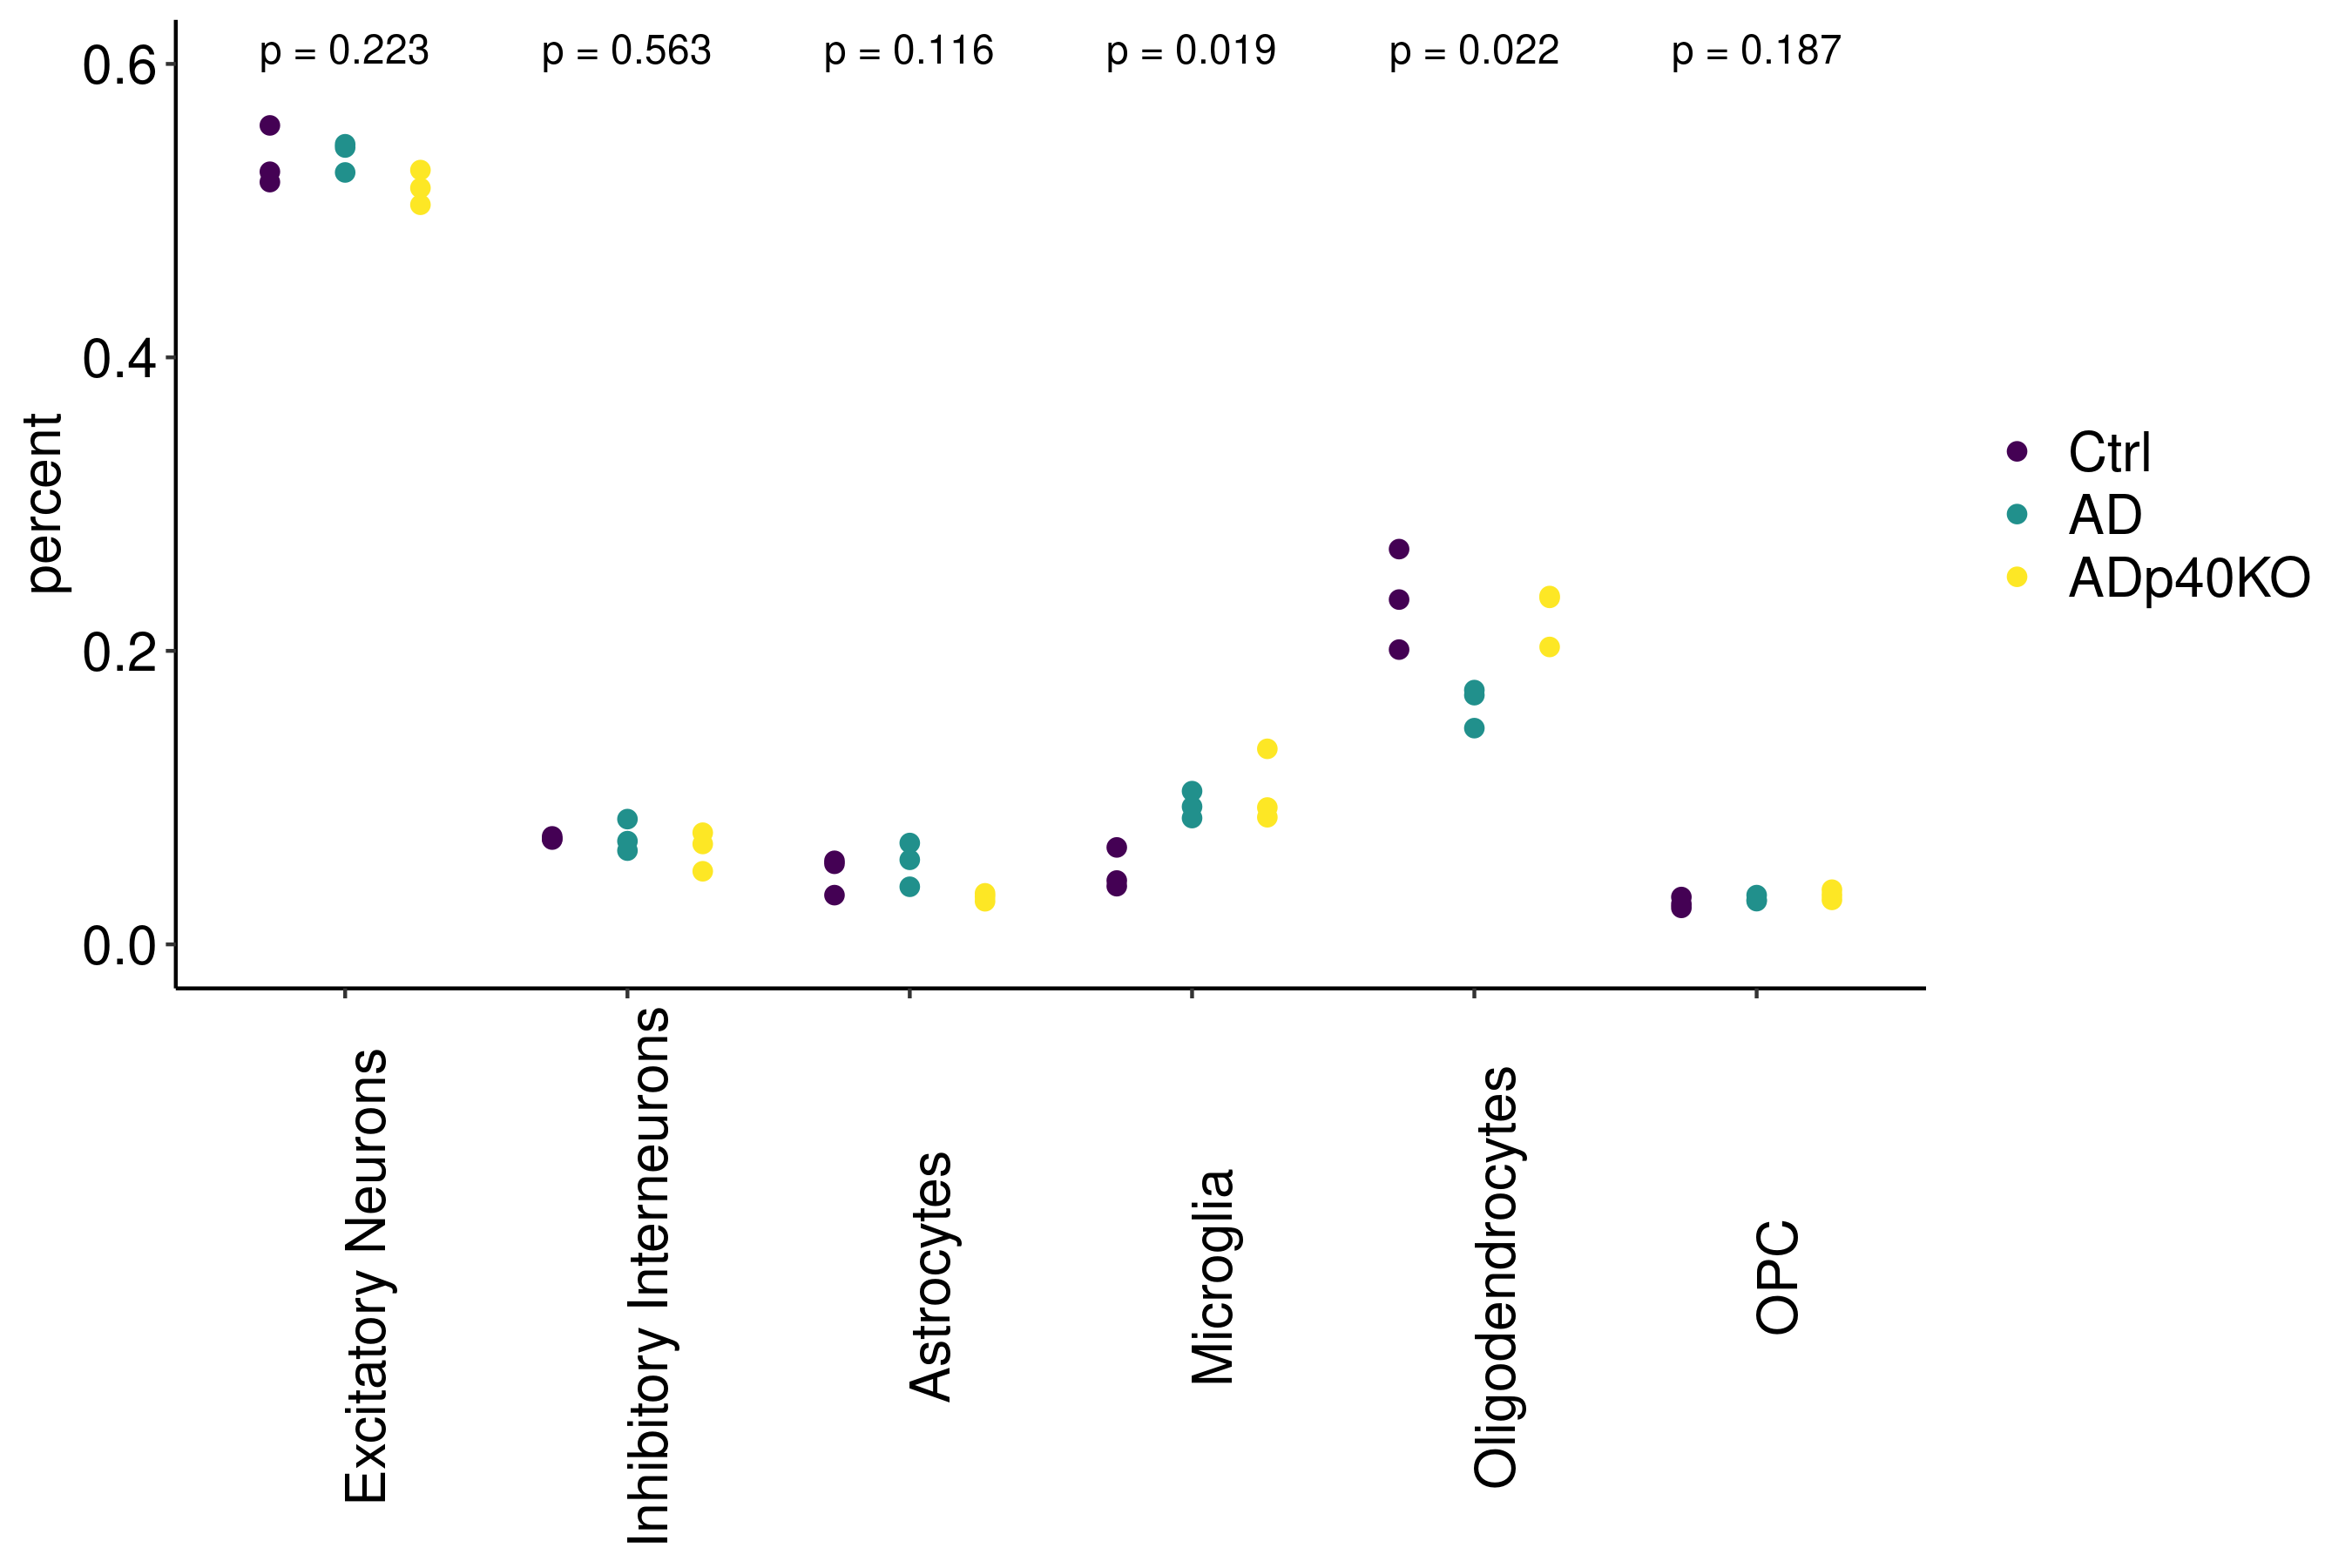 p = 0.223
p = 0.563
p = 0.116
p = 0.019
p = 0.022
p = 0.187
0.6
0.4
0.2
0.0
percent
Excitatory Neurons
Inhibitory Interneurons
Astrocytes
Microglia
Oligodendrocytes
OPC
Ctrl
AD
ADp40KO